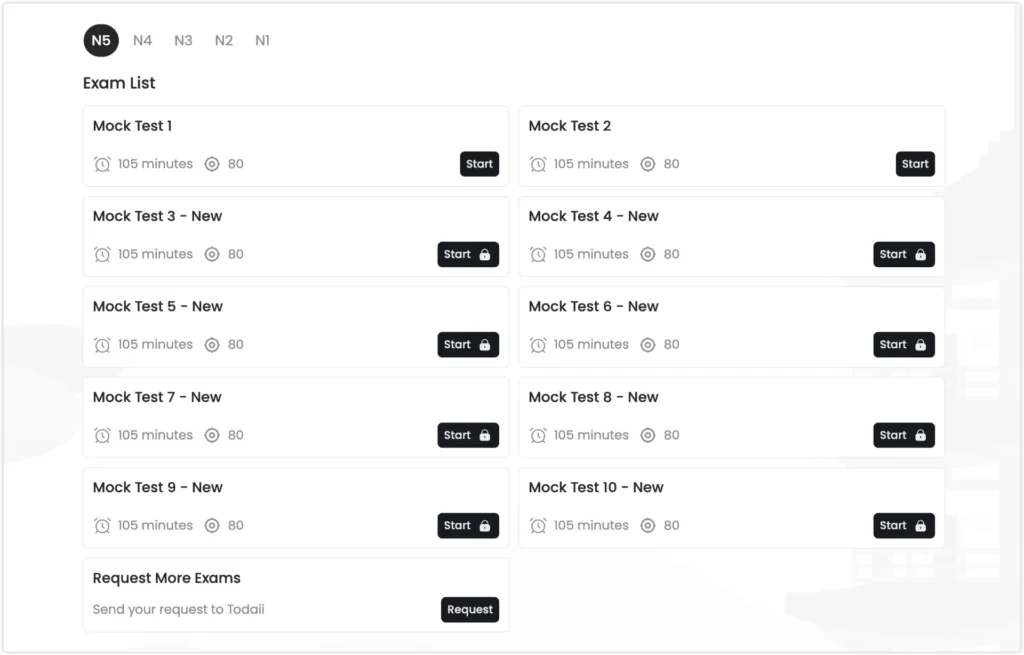 N5 N4 N3 N2 N1
Exam List
Mock Test 1
105 minutes 80 Start
Mock Test 2
105 minutes 80 Start
Mock Test 3 - New
105 minutes 80 Start
Mock Test 4 - New
105 minutes 80 Start
Mock Test 5 - New
105 minutes 80 Start
Mock Test 6 - New
105 minutes 80 Start
Mock Test 7 - New
105 minutes 80 Start
Mock Test 8 - New
105 minutes 80 Start
Mock Test 9 - New
105 minutes 80 Start
Mock Test 10 - New
105 minutes 80 Start
Request More Exams
Send your request to Todaii Request